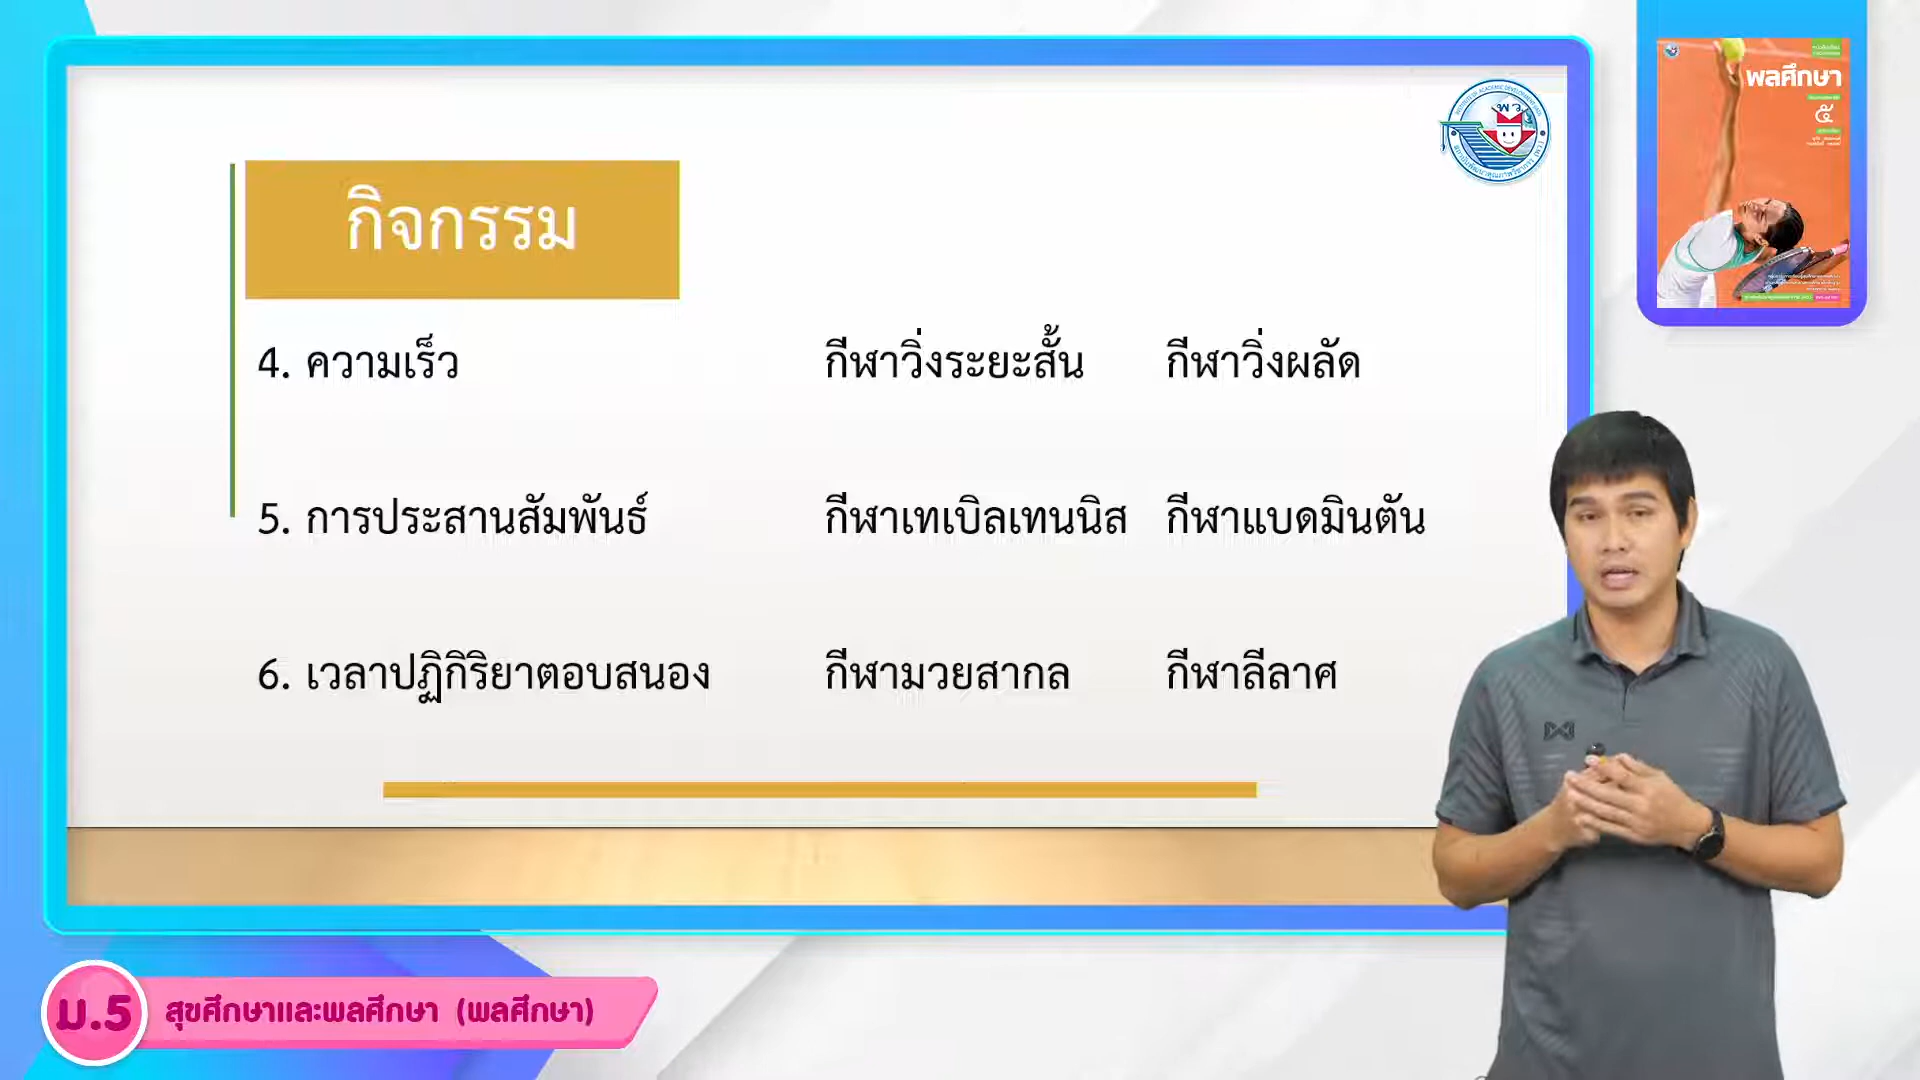 กิจกรรม
4. ความเร็ว กีฬาวิ่งระยะสั้น กีฬาวิ่งผลัด
5. การประสานสัมพันธ์ กีฬาเทเบิลเทนนิส กีฬาแบดมินตัน
6. เวลาปฏิกิริยาตอบสนอง กีฬามวยสากล กีฬาลีลาศ
พว.
พลศึกษา
๕
ม.5 สุขศึกษาและพลศึกษา (พลศึกษา)